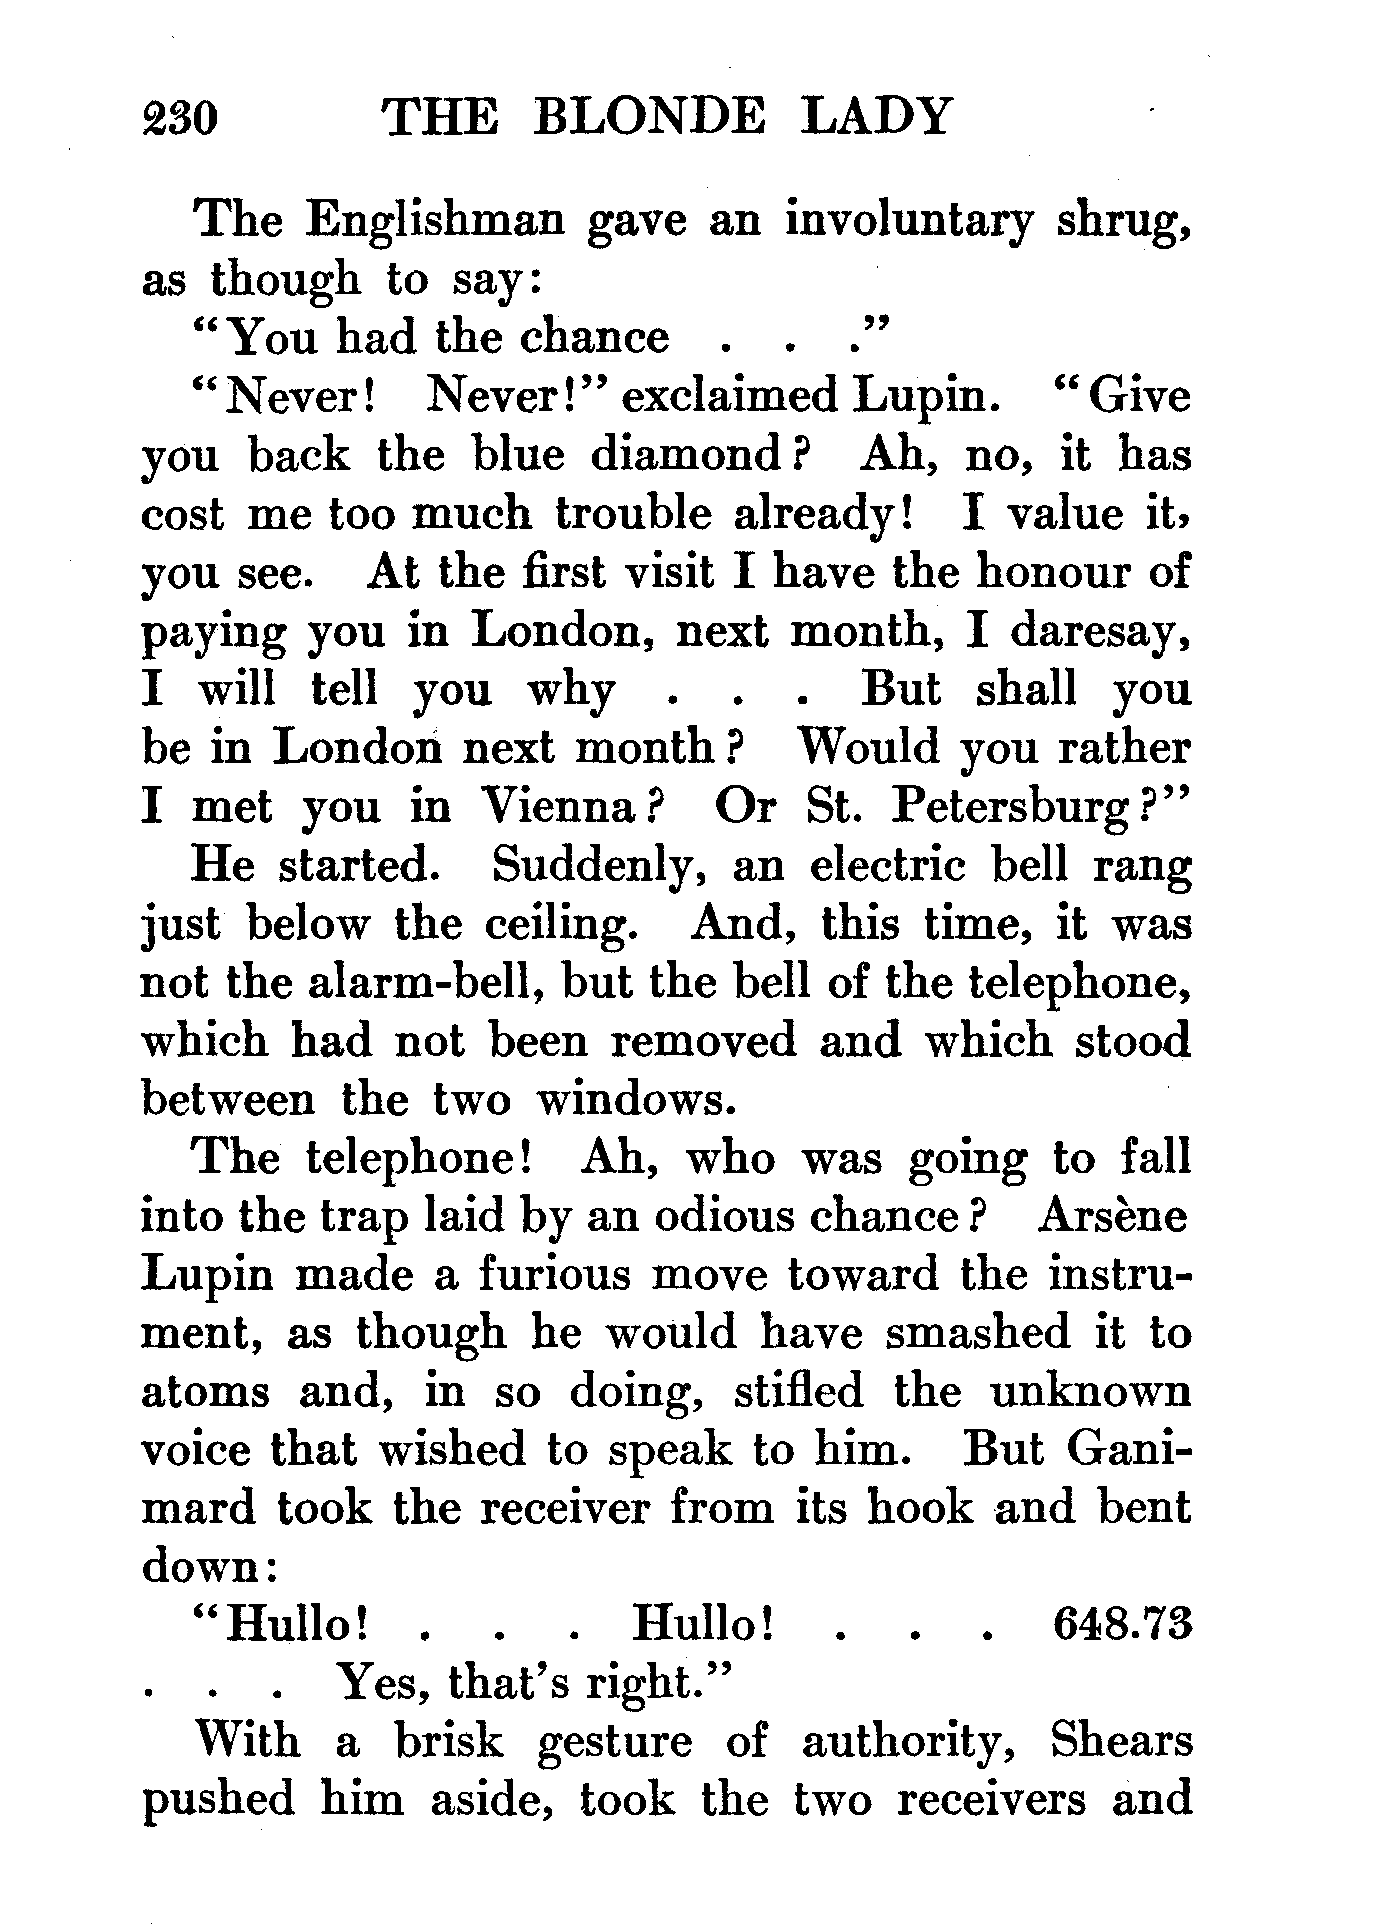 230 THE BLONDE LADY
The Englishman gave an involuntary shrug,
as though to say:
"You had the chance . . ."
"Never! Never!" exclaimed Lupin. "Give
you back the blue diamond? Ah, no, it has
cost me too much trouble already! I value it,
you see. At the first visit I have the honour of
paying you in London, next month, I daresay,
I will tell you why . . . But shall you
be in London next month? Would you rather
I met you in Vienna? Or St. Petersburg?"
He started. Suddenly, an electric bell rang
just below the ceiling. And, this time, it was
not the alarm-bell, but the bell of the telephone,
which had not been removed and which stood
between the two windows.
The telephone! Ah, who was going to fall
into the trap laid by an odious chance? Arsène
Lupin made a furious move toward the instru-
ment, as though he would have smashed it to
atoms and, in so doing, stifled the unknown
voice that wished to speak to him. But Gani-
mard took the receiver from its hook and bent
down:
"Hullo! . . . Hullo! . . . 648.73
. . . Yes, that's right."
With a brisk gesture of authority, Shears
pushed him aside, took the two receivers and